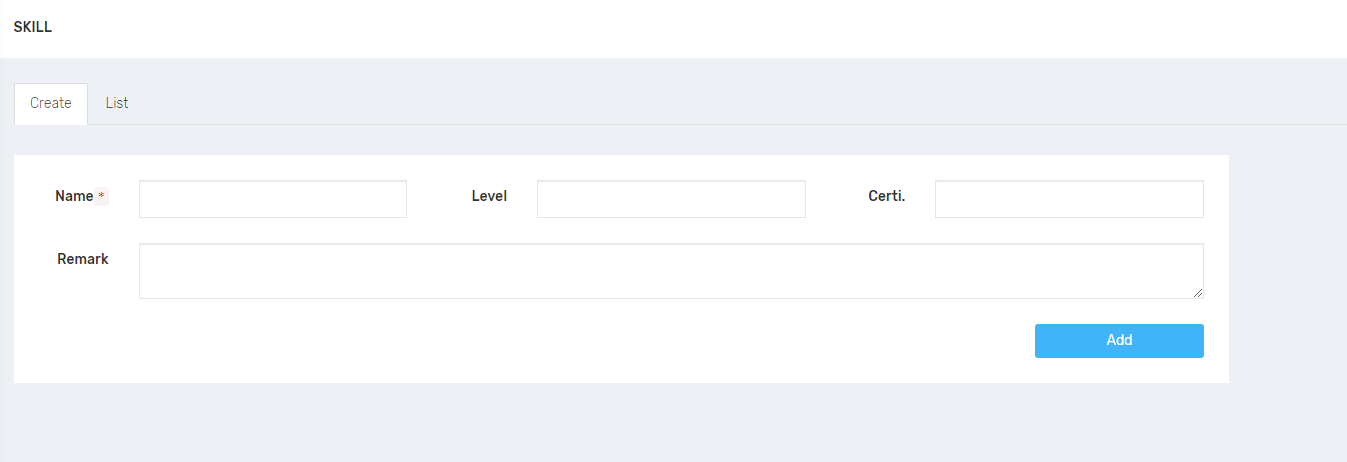 SKILL
Create List
Name * Level Certi.
Remark
Add